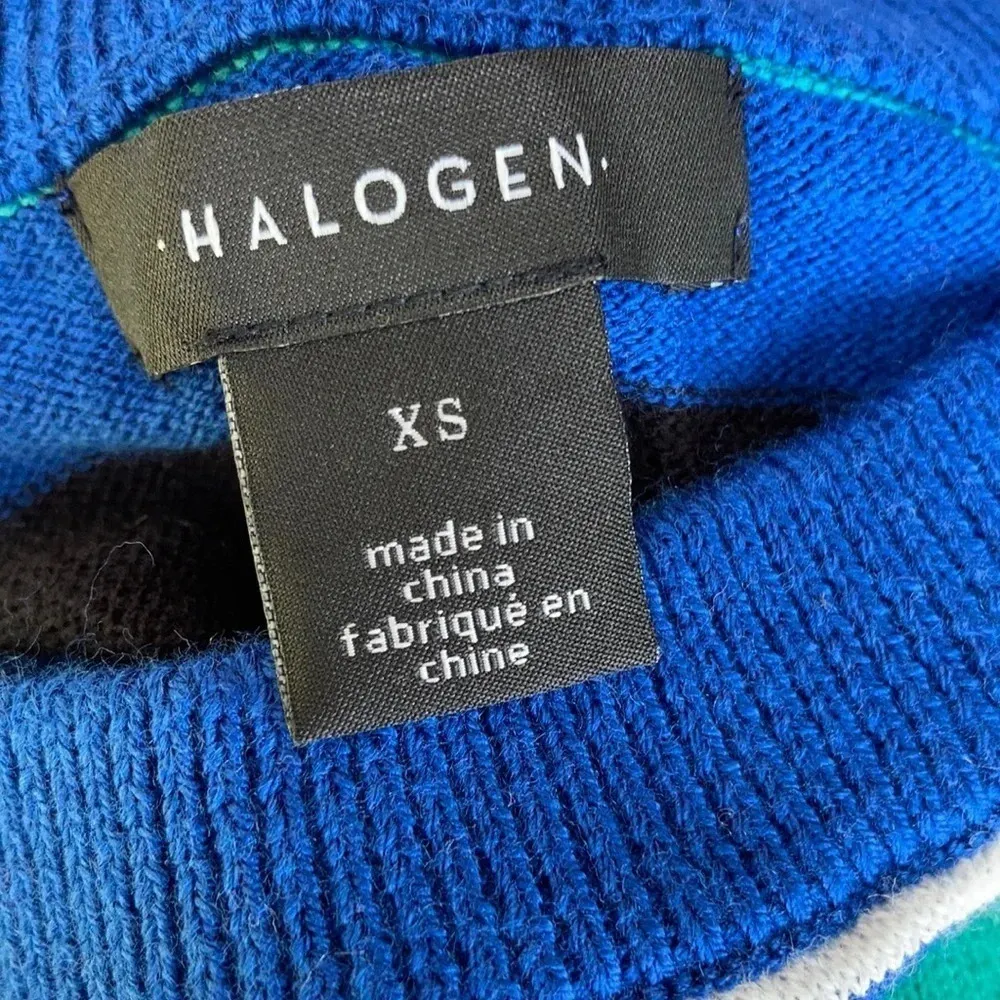 HALOGEN.
XS
made in
china
fabriqué en
chine